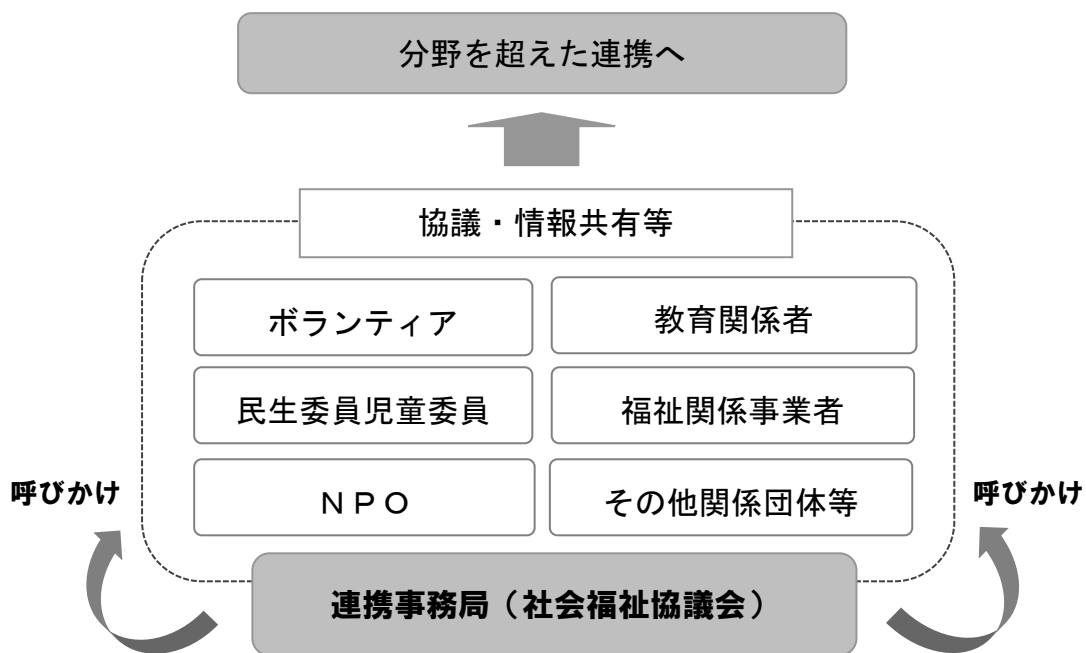 分野を超えた連携へ
協議・情報共有等
ボランティア
教育関係者
民生委員児童委員
福祉関係事業者
ＮＰＯ
その他関係団体等
呼びかけ
呼びかけ
連携事務局（社会福祉協議会）